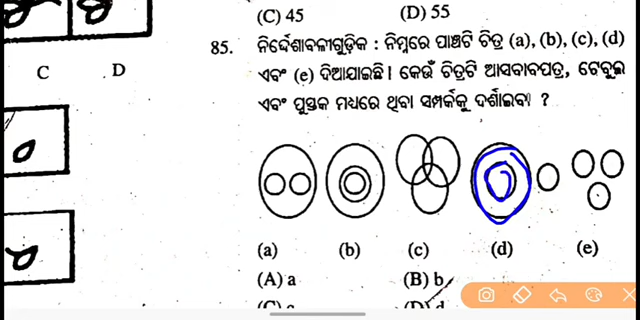 (C) 45 (D) 55
85. ନିର୍ଦ୍ଦେଶାବଳୀଗୁଡ଼ିକ : ନିମ୍ନରେ ପାଞ୍ଚଟି ଚିତ୍ର (a), (b), (c), (d)
C D
ଏବଂ (e) ଦିଆଯାଇଛି। କେଉଁ ଚିତ୍ରଟି ଆସବାବପତ୍ର, ଟେବୁଲ
ଏବଂ ପୁସ୍ତକ ମଧ୍ୟରେ ଥିବା ସମ୍ପର୍କକୁ ଦର୍ଶାଇବା ?
(a) (b) (c) (d) (e)
(A) a (B) b